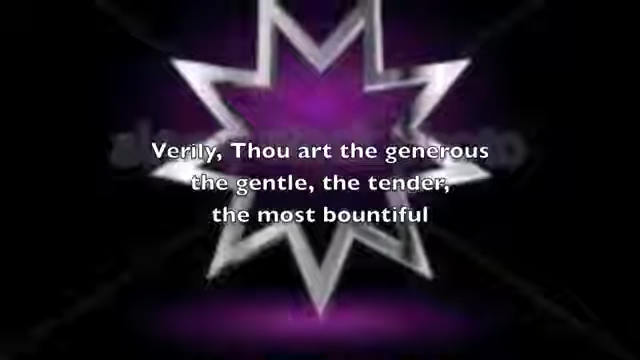 Verily, Thou art the generous
the gentle, the tender,
the most bountiful